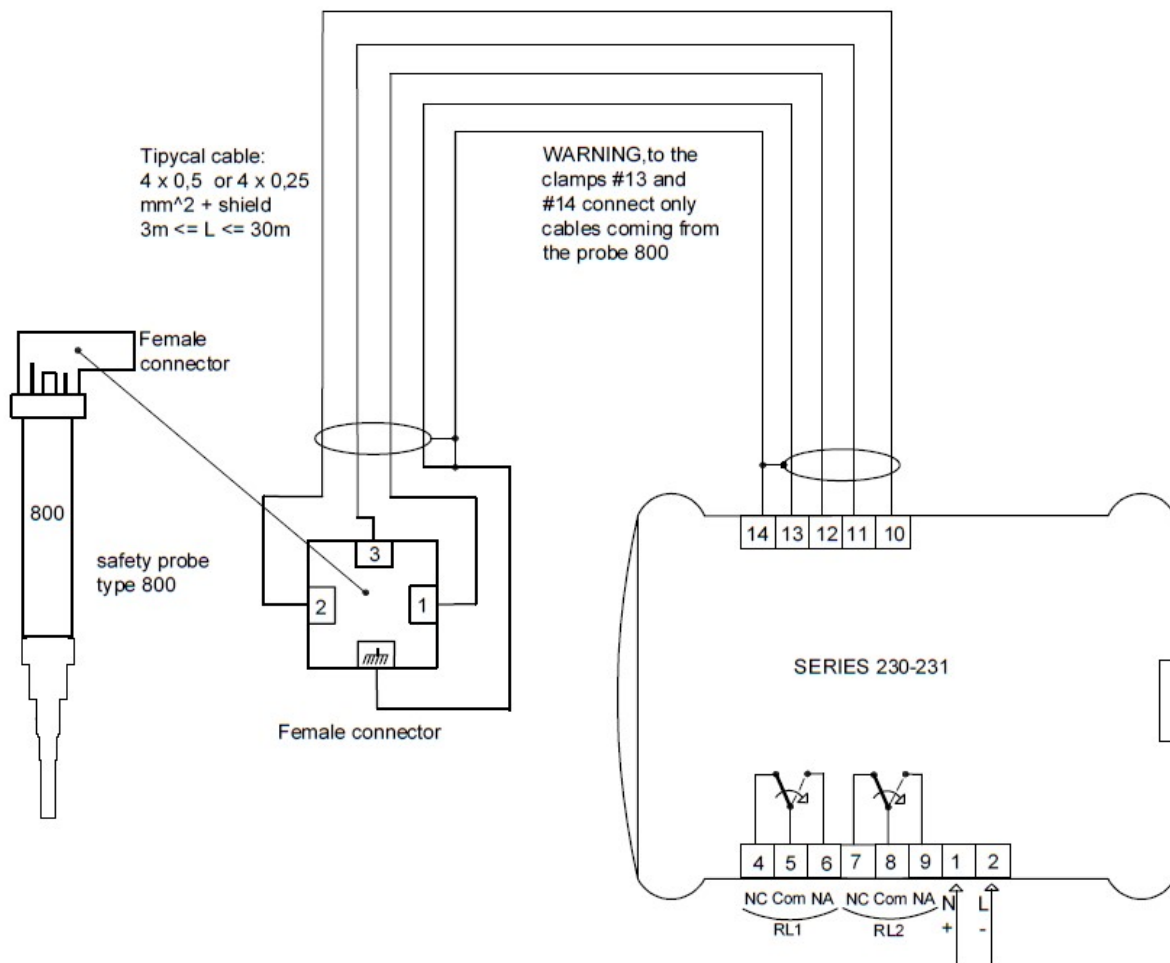 Tipycal cable:
4 x 0,5 or 4 x 0,25
mm^2 + shield
3m <= L <= 30m
WARNING,to the
clamps #13 and
#14 connect only
cables coming from
the probe 800
Female
connector
800
safety probe
type 800
3
2
1
Female connector
14 13 12 11 10
SERIES 230-231
4 5 6 7 8 9 1 2
NC Com NA NC Com NA N L
RL1 RL2 + -